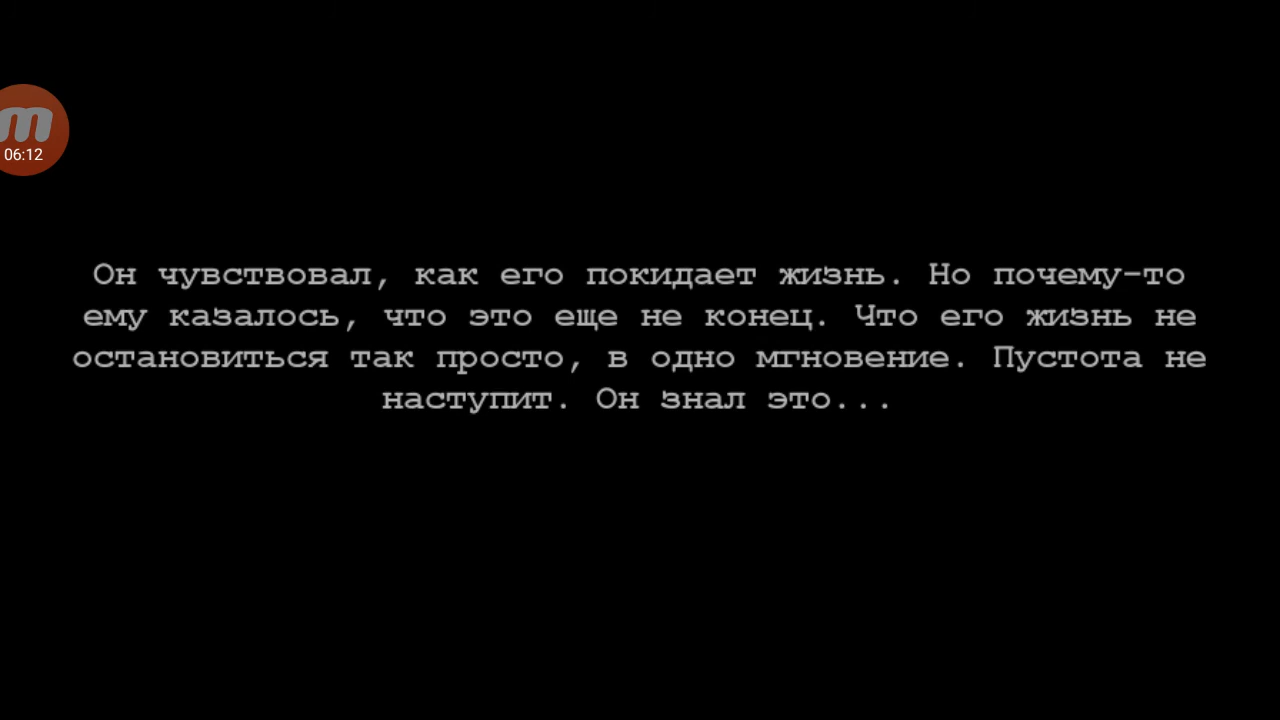 m
06:12
Он чувствовал, как его покидает жизнь. Но почему-то
ему казалось, что это еще не конец. Что его жизнь не
остановиться так просто, в одно мгновение. Пустота не
наступит. Он знал это...